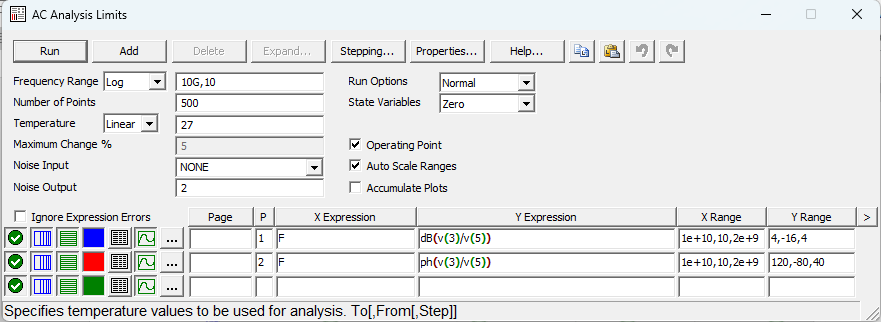 AC Analysis Limits
Run Add Delete Expand... Stepping... Properties... Help...
Frequency Range Log 10G,10 Run Options Normal
Number of Points 500 State Variables Zero
Temperature Linear 27
Maximum Change % 5 Operating Point
Noise Input NONE Auto Scale Ranges
Noise Output 2 Accumulate Plots
Ignore Expression Errors Page P X Expression Y Expression X Range Y Range >
... 1 F dB(v(3)/v(5)) 1e+10,10,2e+9 4,-16,4
... 2 F ph(v(3)/v(5)) 1e+10,10,2e+9 120,-80,40
...
Specifies temperature values to be used for analysis. To[,From[,Step]]